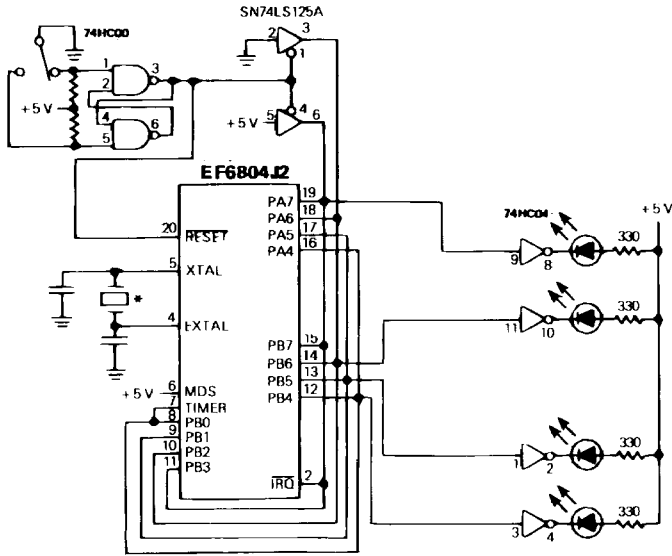 SN74LS125A
74HC00
2
3
1
1
2
3
4
5
6
+5 V
+5 V
5
4
6
EF6804J2
20
RESET
5
XTAL
4
EXTAL
*
+5 V
6
MDS
7
TIMER
8
PB0
9
PB1
10
PB2
11
PB3
PA7
19
PA6
18
PA5
17
PA4
16
PB7
15
PB6
14
PB5
13
PB4
12
IRQ
2
74HC04
+5 V
9
8
330
11
10
330
1
2
330
3
4
330